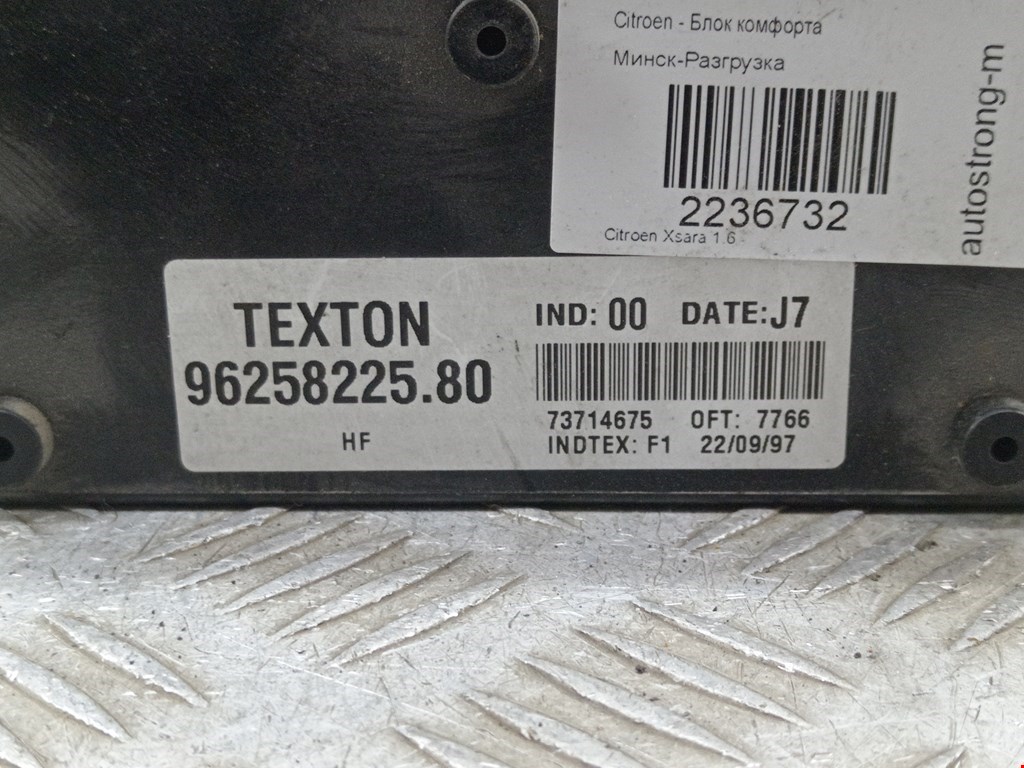 Citroen - Блок комфорта
Минск-Разгрузка
2236732
Citroen Xsara 1.6
autostrong-m
TEXTON
96258225.80
HF
IND: 00 DATE: J7
73714675 OFT: 7766
INDTEX: F1 22/09/97